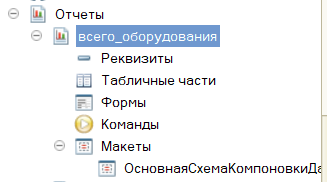 Отчеты
всего_оборудования
Реквизиты
Табличные части
Формы
Команды
Макеты
ОсновнаяСхемаКомпоновкиДа